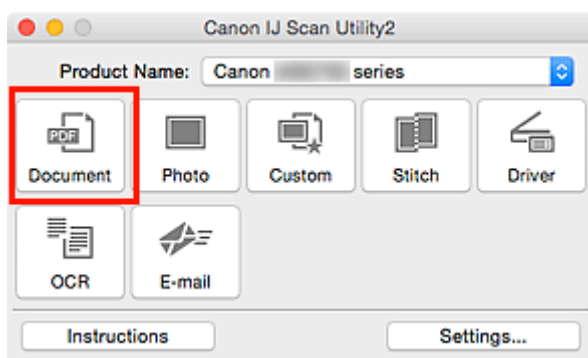 Canon IJ Scan Utility2
Product Name: Canon series
PDF
Document Photo Custom Stitch Driver
OCR E-mail
Instructions Settings...